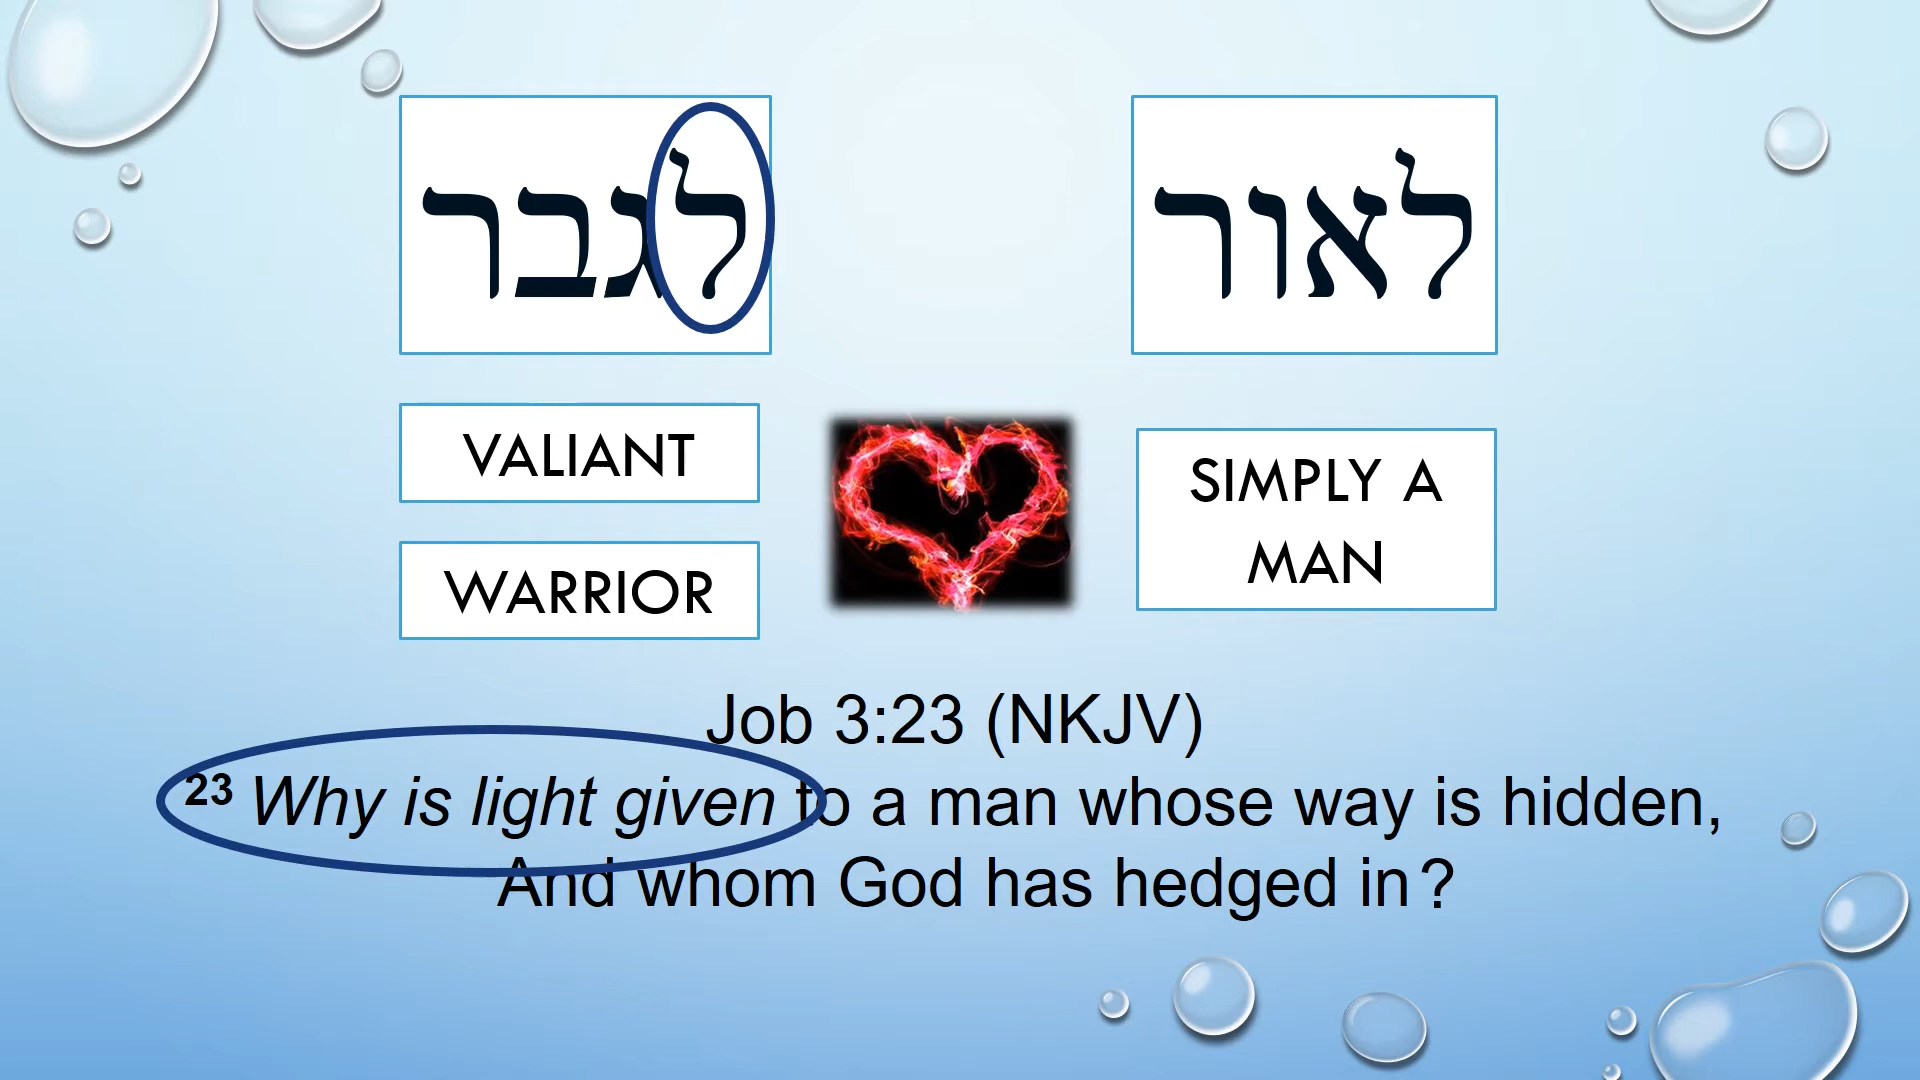 לגבר
לאור
VALIANT
WARRIOR
SIMPLY A
MAN
Job 3:23 (NKJV)
23 Why is light given to a man whose way is hidden,
And whom God has hedged in?